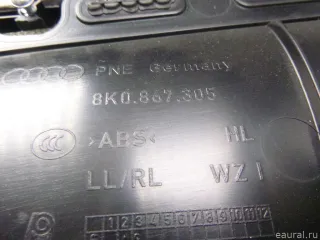 PNE Germany
8K0.867.305
CCC >ABS< HL
LL/RL WZ I
1 2 3 4 5 6 7 8 9 10 11 12
eaural.ru